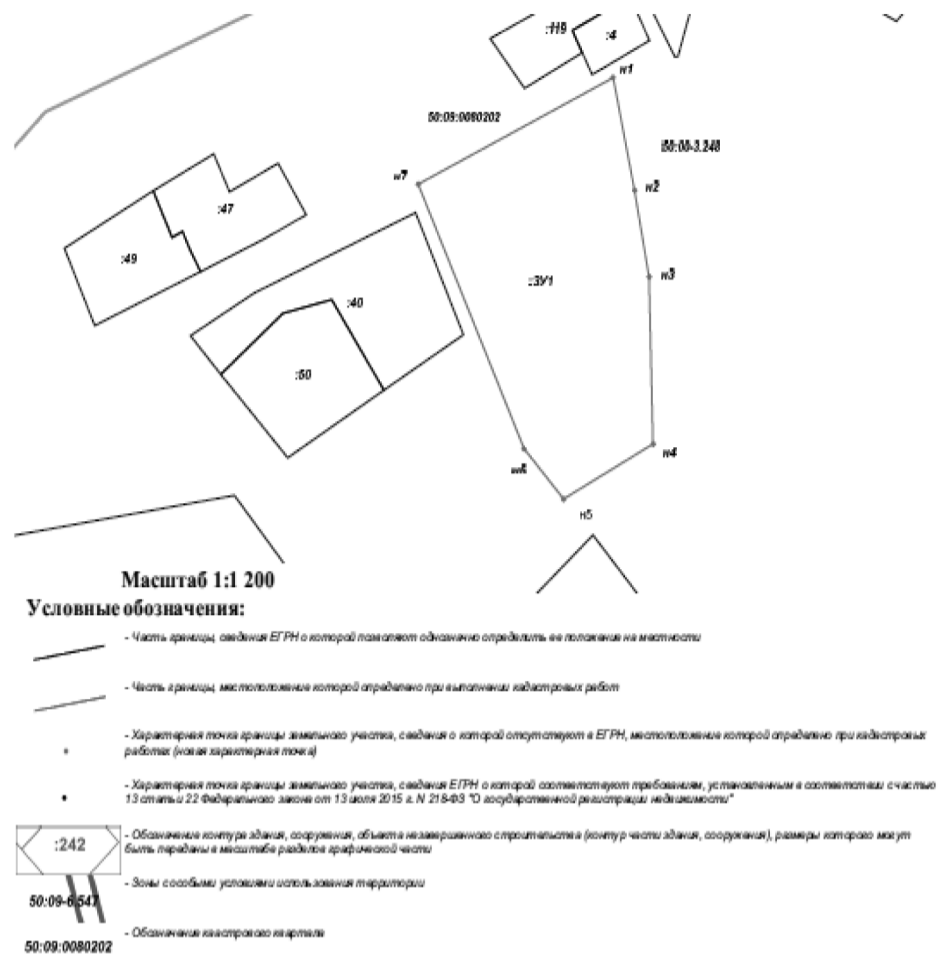 :119
:4
н1
50:09:0080202
50:00-3.248
н7
н2
:47
:49
н3
:ЗУ1
:40
:50
н4
н6
н5
Масштаб 1:1 200
Условные обозначения:
- Часть границы, сведения ЕГРН о которой позволяют однозначно определить ее положение на местности
- Часть границы, местоположение которой определено при выполнении кадастровых работ
- Характерная точка границы земельного участка, сведения о которой отсутствуют в ЕГРН, местоположение которой определено при кадастровых
работах (новая характерная точка)
- Характерная точка границы земельного участка, сведения ЕГРН о которой соответствуют требованиям, установленным в соответствии с частью
13 статьи 22 Федерального закона от 13 июля 2015 г. N 218-ФЗ "О государственной регистрации недвижимости"
:242
- Обозначение контура здания, сооружения, объекта незавершенного строительства (контур части здания, сооружения), размеры которого могут
быть переданы в масштабе разделов графической части
- Зоны с особыми условиями использования территории
50:09-6.547
- Обозначение кваcтрового квартала
50:09:0080202